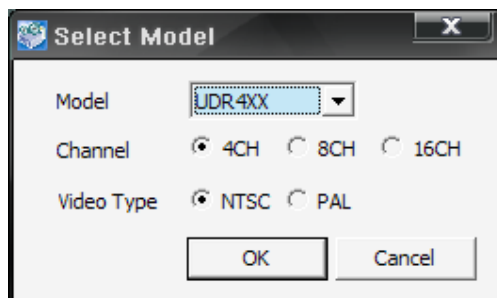 Select Model
Model UDR4XX
Channel 4CH 8CH 16CH
Video Type NTSC PAL
OK Cancel